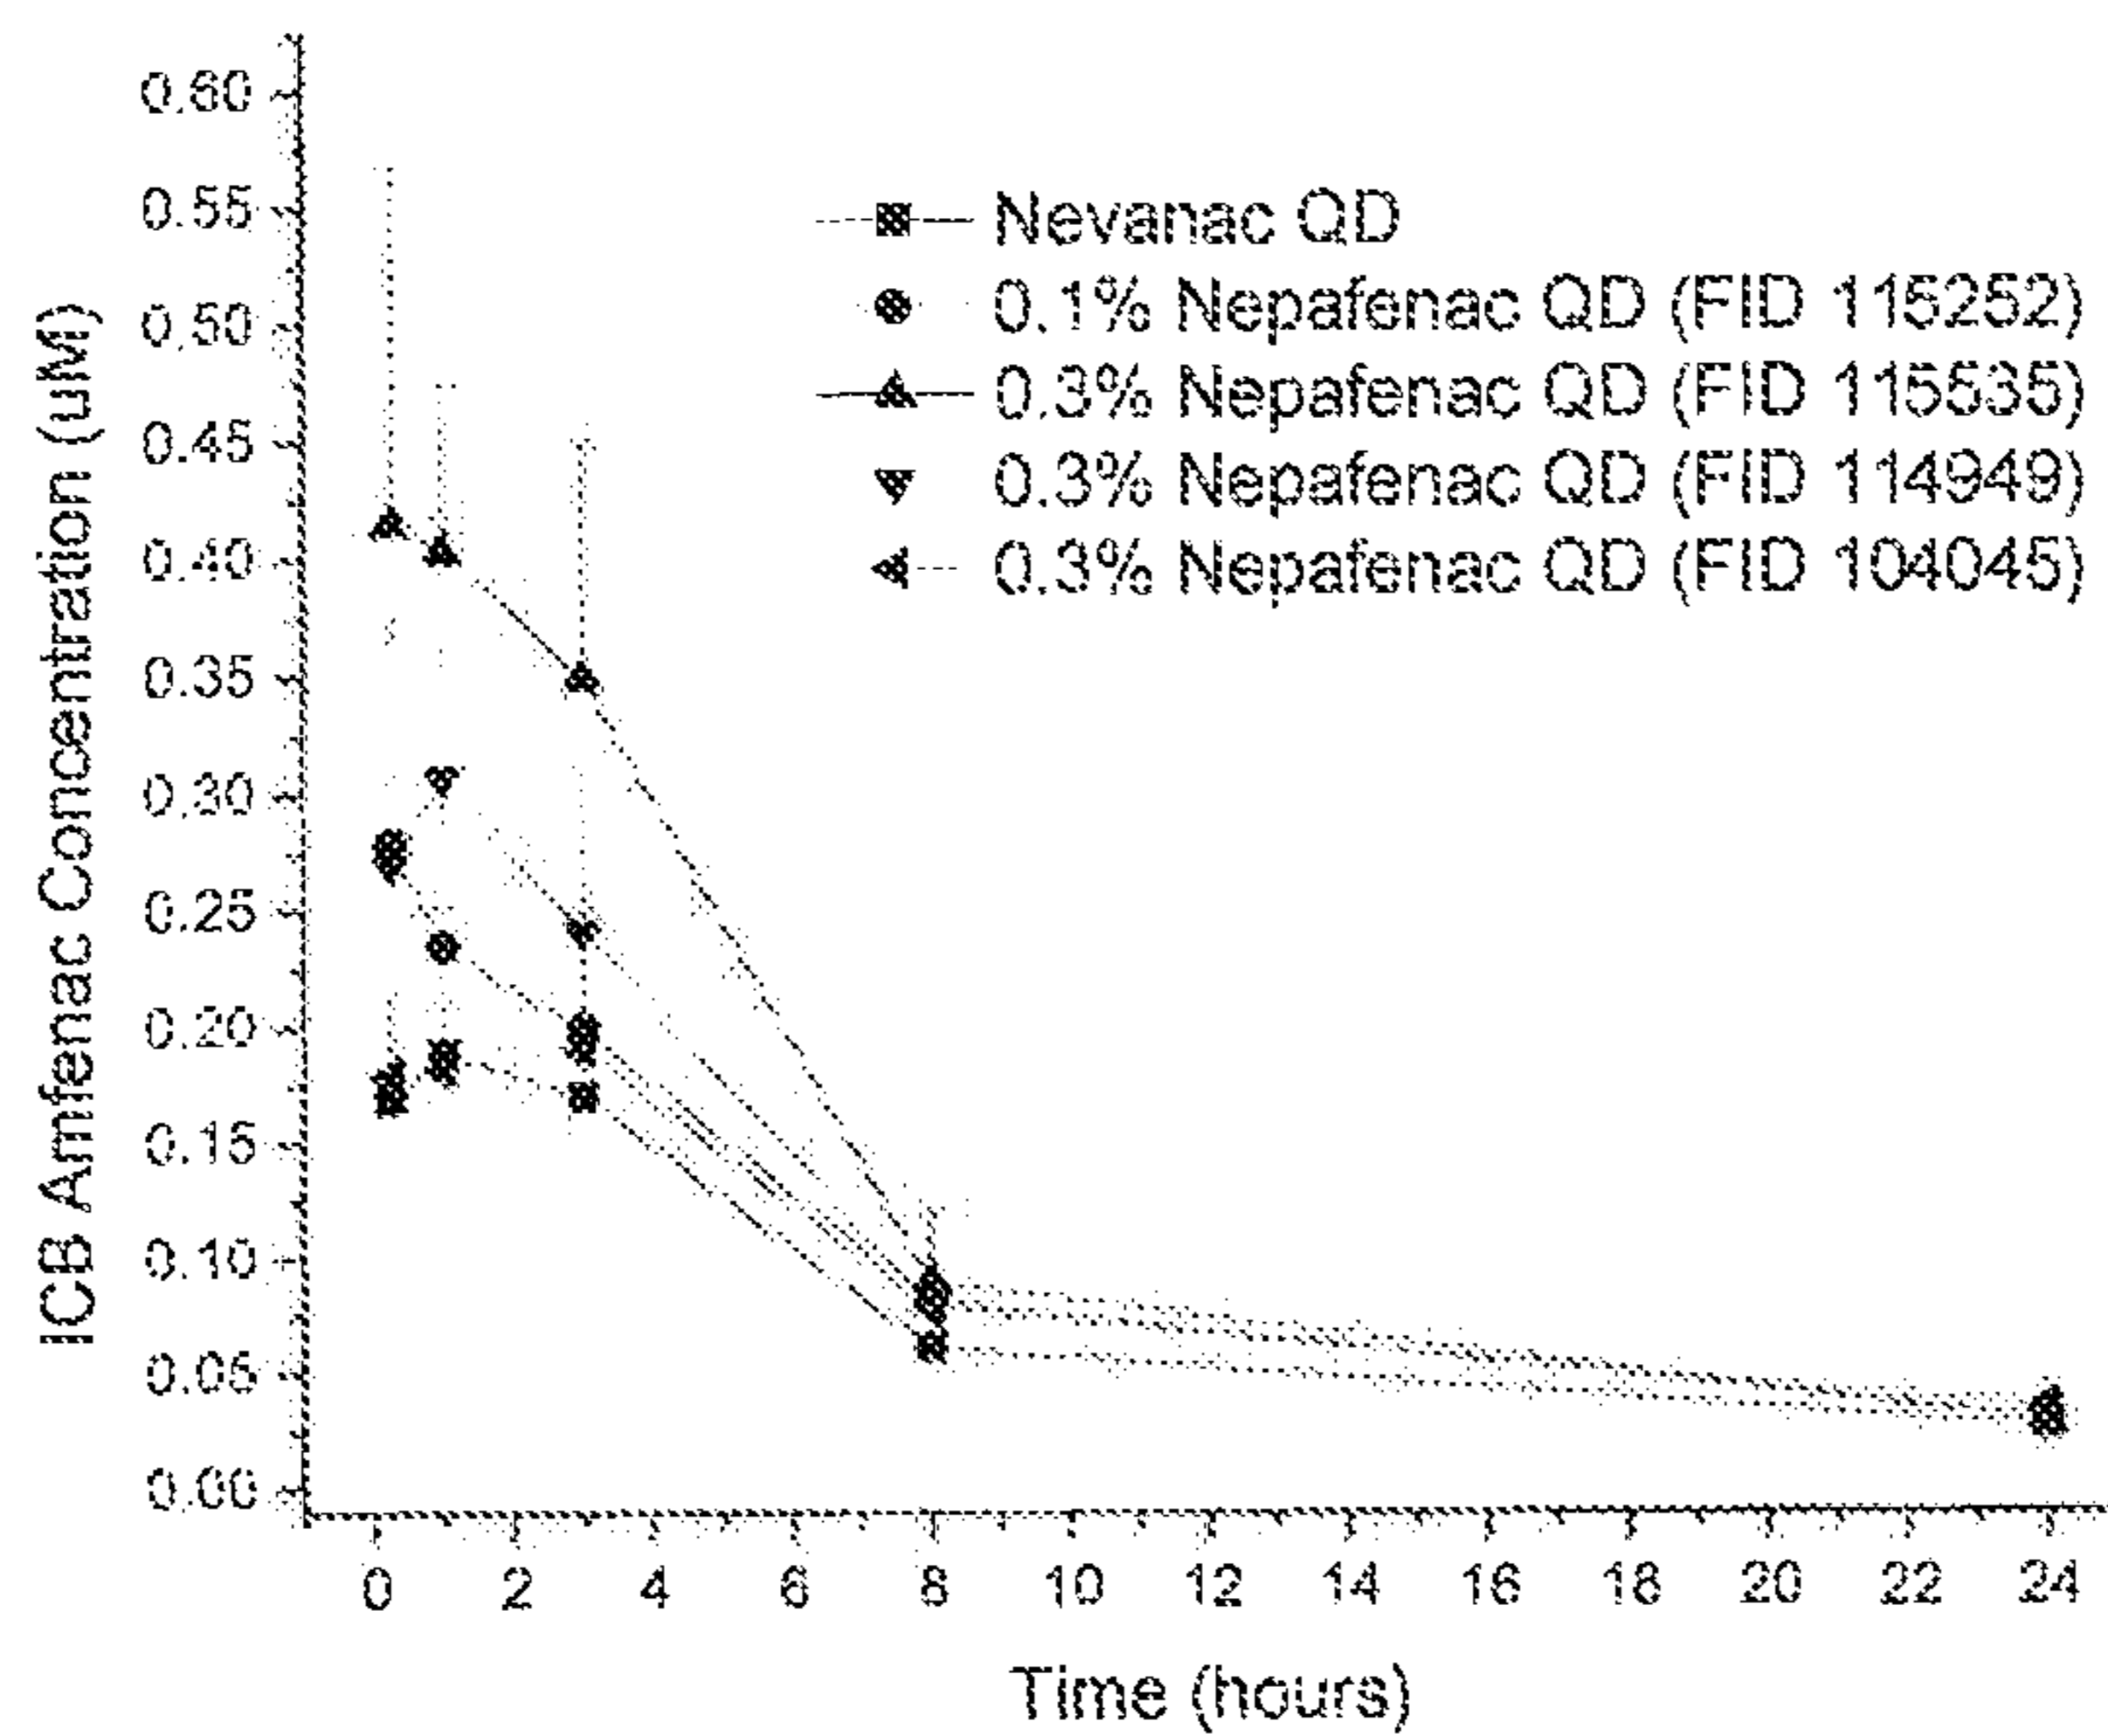 0.60
0.55
0.50
0.45
0.40
0.35
0.30
0.25
0.20
0.15
0.10
0.05
0.00
ICB Amfenac Concentration (uM)
Nevanac QD
0.1% Nepafenac QD (FID 115252)
0.3% Nepafenac QD (FID 115535)
0.3% Nepafenac QD (FID 114949)
0.3% Nepafenac QD (FID 104045)
0 2 4 6 8 10 12 14 16 18 20 22 24
Time (hours)